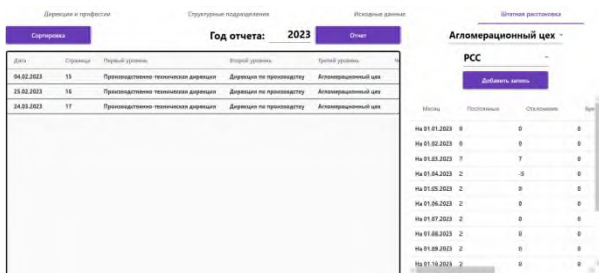 Дирекции и профессии Структурные подразделения Исходные данные Штатная расстановка
Сортировка Год отчета: 2023 Отчет
Агломерационный цех
РСС
Добавить запись
Дата Страница Первый уровень Второй уровень Третий уровень
04.02.2023 15 Производственно-техническая дирекция Дирекция по производству Агломерационный цех
25.02.2023 16 Производственно-техническая дирекция Дирекция по производству Агломерационный цех
24.03.2023 17 Производственно-техническая дирекция Дирекция по производству Агломерационный цех
Месяц Постоянных Отклонение
На 01.01.2023 0 0 0
На 01.02.2023 0 0 0
На 01.03.2023 7 7 0
На 01.04.2023 2 -5 0
На 01.05.2023 2 0 0
На 01.06.2023 2 0 0
На 01.07.2023 2 0 0
На 01.08.2023 2 0 0
На 01.09.2023 2 0 0
На 01.10.2023 2 0 0